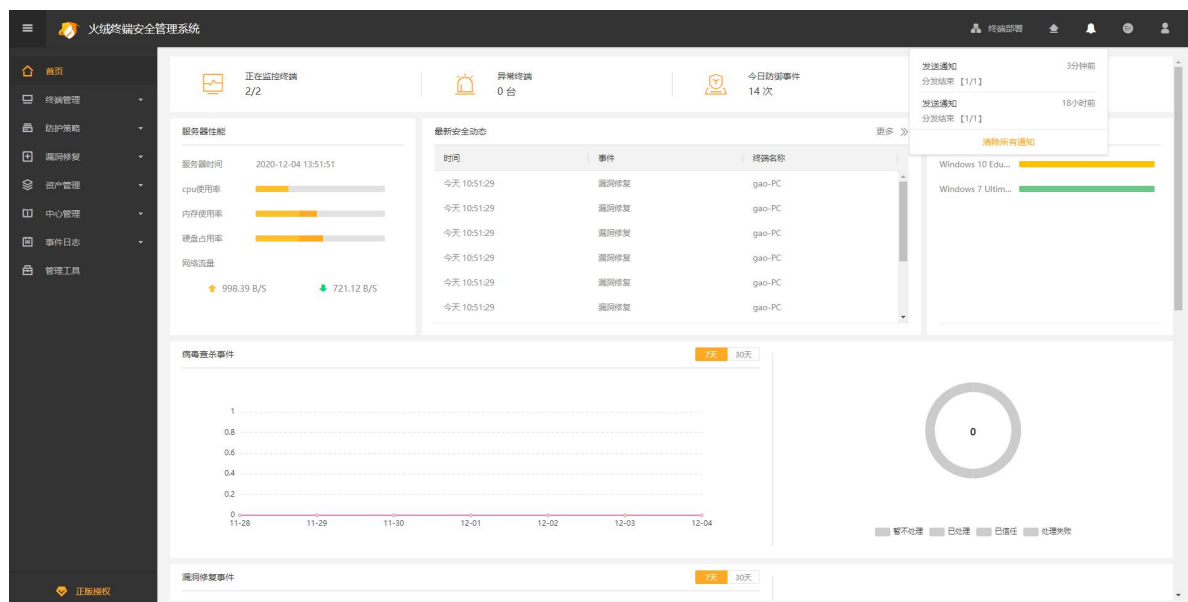 火绒终端安全管理系统
终端部署
首页
终端管理
防护策略
漏洞修复
资产管理
中心管理
事件日志
管理工具
正版授权
正在监控终端
2/2
异常终端
0 台
今日防御事件
14 次
发送通知 3分钟前
分发结束 【1/1】
发送通知 18小时前
分发结束 【1/1】
清除所有通知
服务器性能
服务器时间 2020-12-04 13:51:51
cpu使用率
内存使用率
硬盘占用率
网络流量
998.39 B/S 721.12 B/S
最新安全动态 更多
时间 事件 终端名称
今天 10:51:29 漏洞修复 gao-PC
今天 10:51:29 漏洞修复 gao-PC
今天 10:51:29 漏洞修复 gao-PC
今天 10:51:29 漏洞修复 gao-PC
今天 10:51:29 漏洞修复 gao-PC
今天 10:51:29 漏洞修复 gao-PC
Windows 10 Edu...
Windows 7 Ultim...
病毒查杀事件 7天 30天
1
0.8
0.6
0.4
0.2
0
11-28 11-29 11-30 12-01 12-02 12-03 12-04
0
暂不处理 已处理 已信任 处理失败
漏洞修复事件 7天 30天